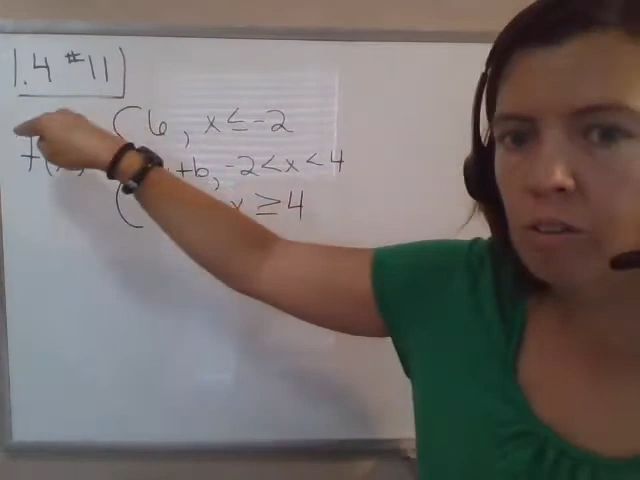 1.4 #11
6, x ≤ -2
f(x +b, -2 < x < 4
x ≥ 4